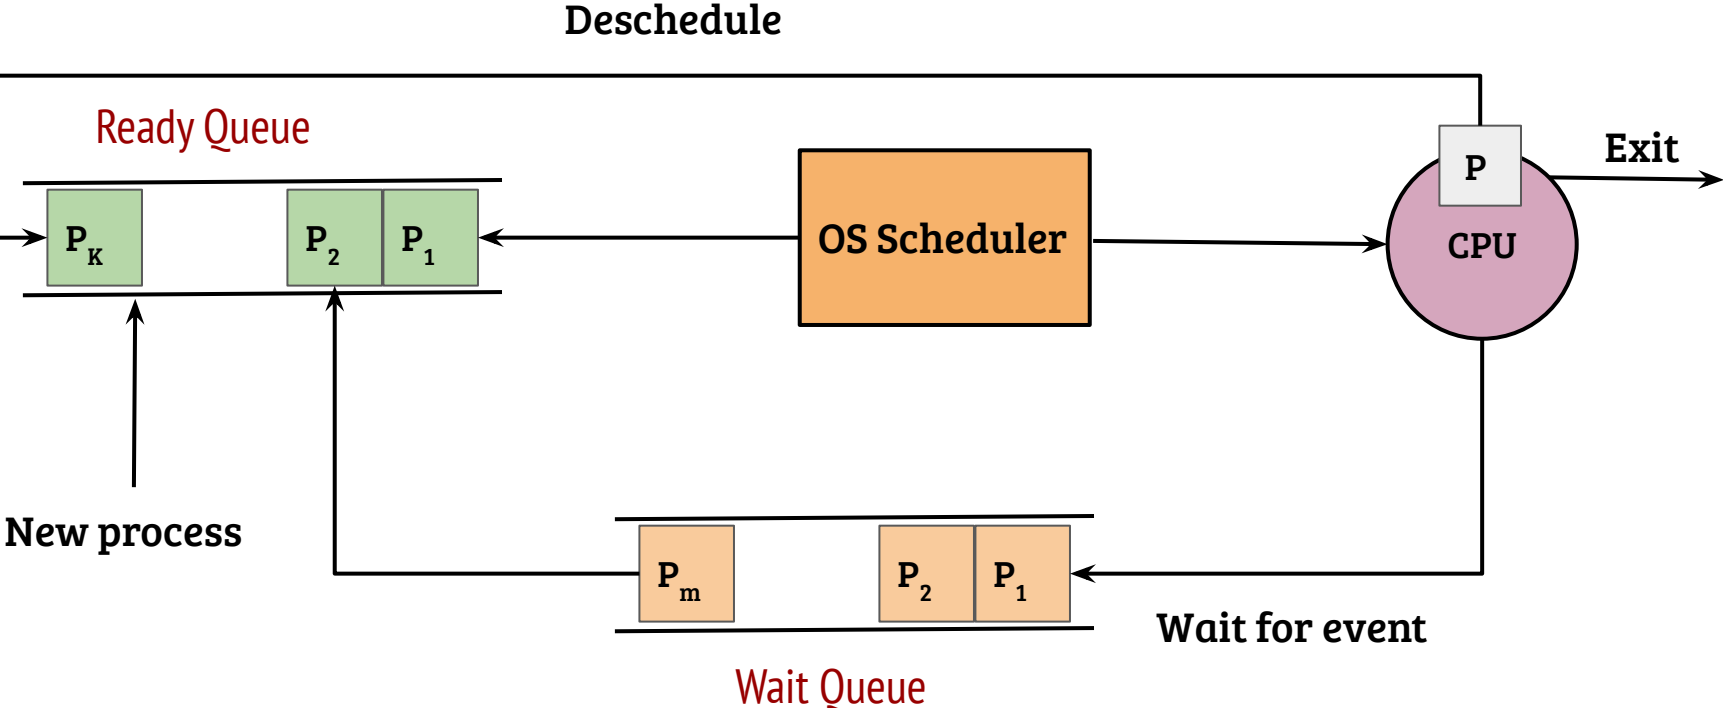 Deschedule
Ready Queue
Exit
P
PK
P2
P1
OS Scheduler
CPU
New process
Pm
P2
P1
Wait for event
Wait Queue